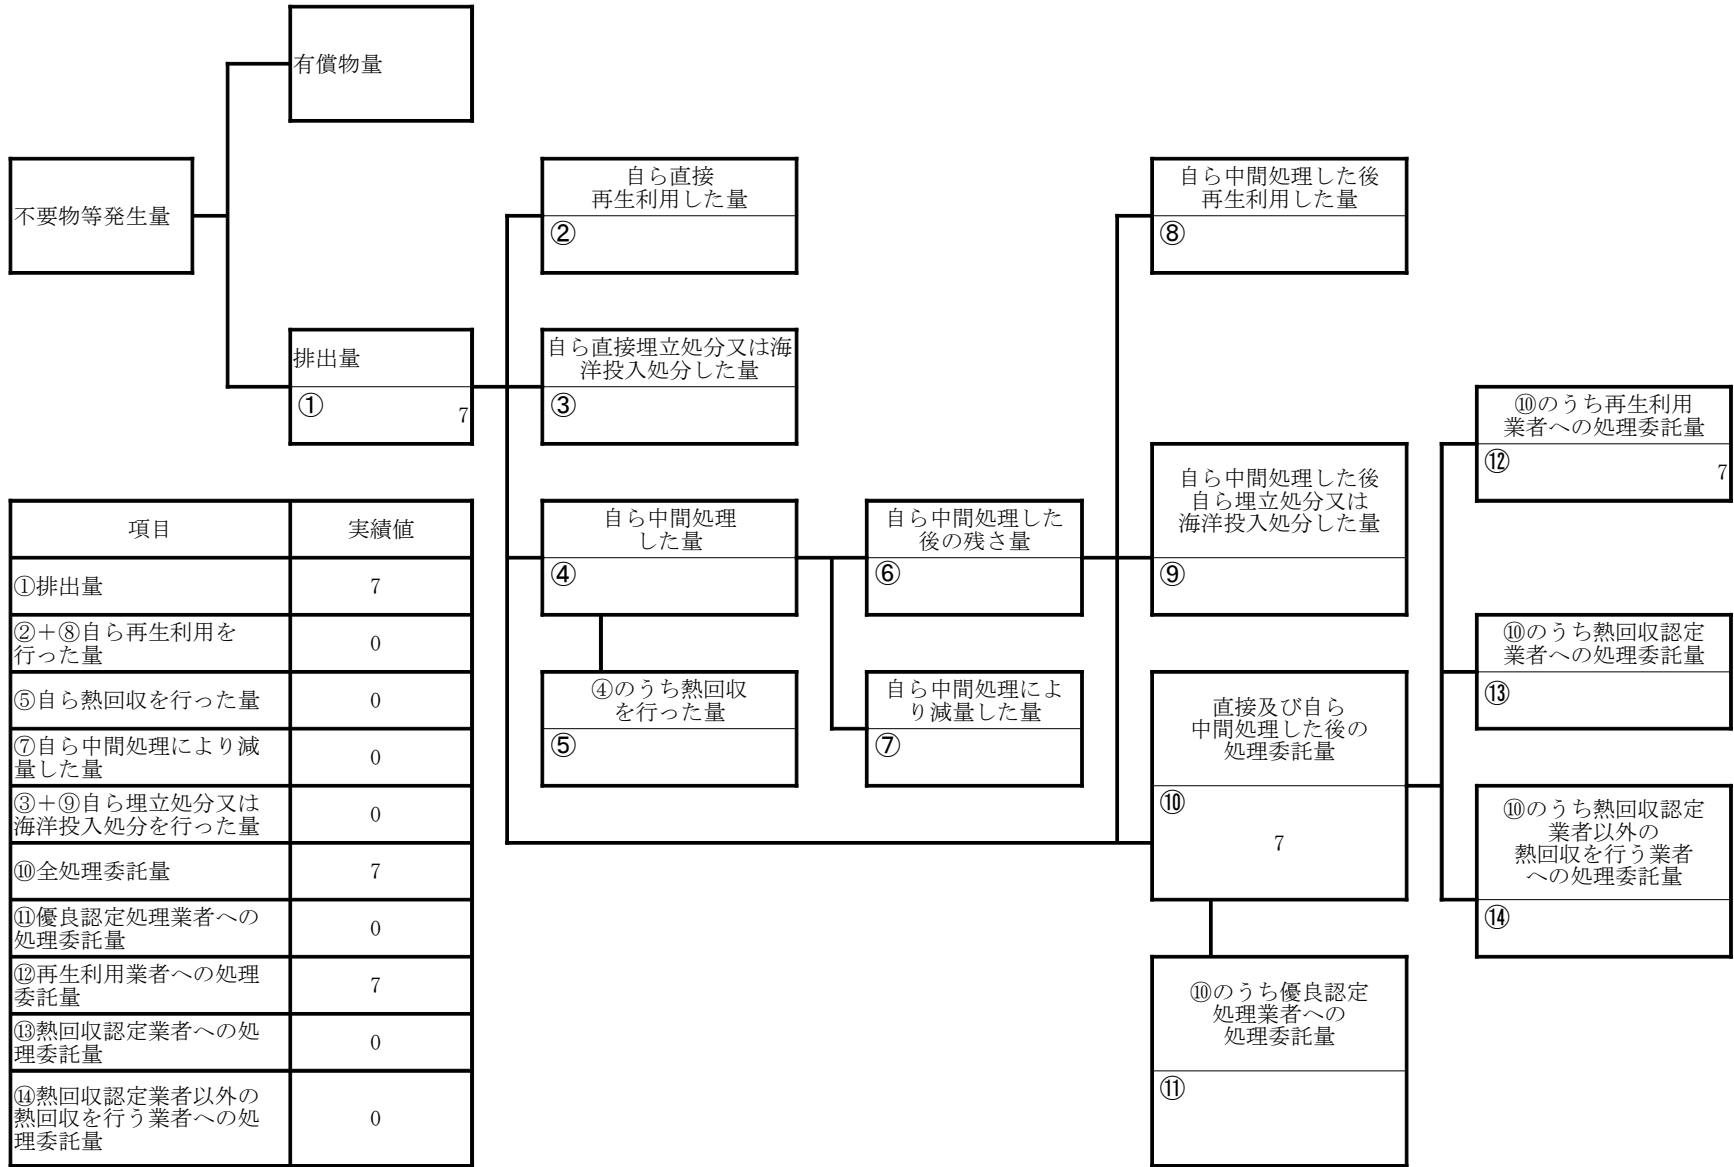 有償物量
不要物等発生量
自ら直接
再生利用した量
②
自ら中間処理した後
再生利用した量
⑧
排出量
①
7
自ら直接埋立処分又は海
洋投入処分した量
③
⑩のうち再生利用
業者への処理委託量
⑫
7
自ら中間処理
した量
④
自ら中間処理した
後の残さ量
⑥
自ら中間処理した後
自ら埋立処分又は
海洋投入処分した量
⑨
④のうち熱回収
を行った量
⑤
自ら中間処理によ
り減量した量
⑦
直接及び自ら
中間処理した後の
処理委託量
⑩
7
⑩のうち熱回収認定
業者への処理委託量
⑬
⑩のうち熱回収認定
業者以外の
熱回収を行う業者
への処理委託量
⑭
⑩のうち優良認定
処理業者への
処理委託量
⑪
項目 実績値
①排出量 7
②+⑧自ら再生利用を
行った量 0
⑤自ら熱回収を行った量 0
⑦自ら中間処理により減
量した量 0
③+⑨自ら埋立処分又は
海洋投入処分を行った量 0
⑩全処理委託量 7
⑪優良認定処理業者への
処理委託量 0
⑫再生利用業者への処理
委託量 7
⑬熱回収認定業者への処
理委託量 0
⑭熱回収認定業者以外の
熱回収を行う業者への処
理委託量 0